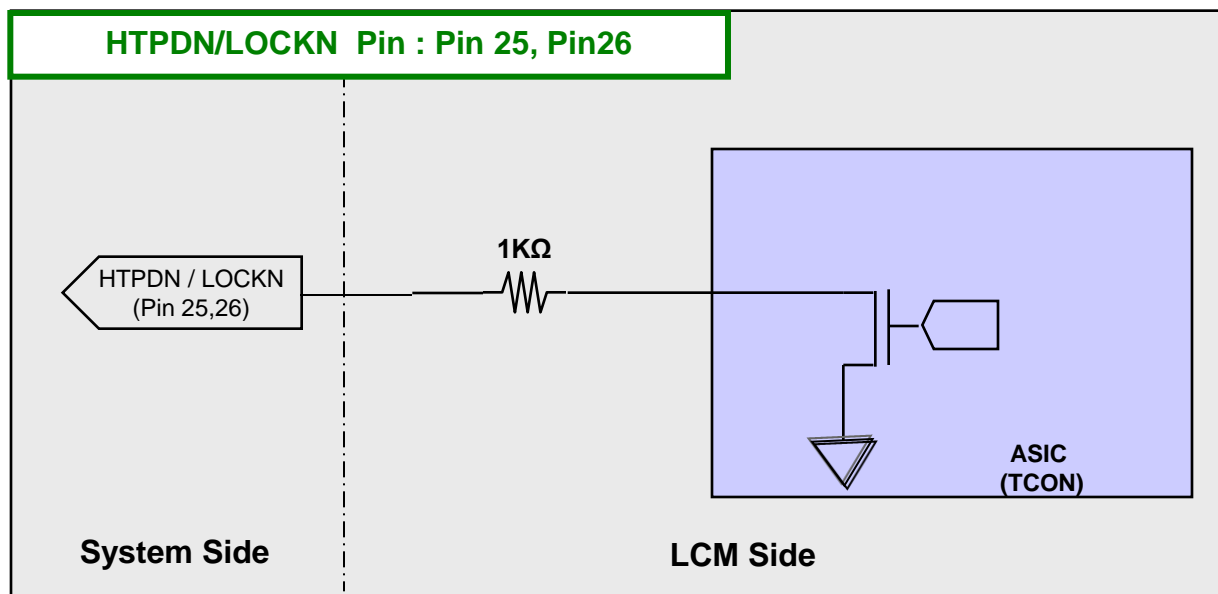 HTPDN/LOCKN Pin : Pin 25, Pin26
1KΩ
HTPDN / LOCKN
(Pin 25,26)
ASIC
(TCON)
System Side
LCM Side